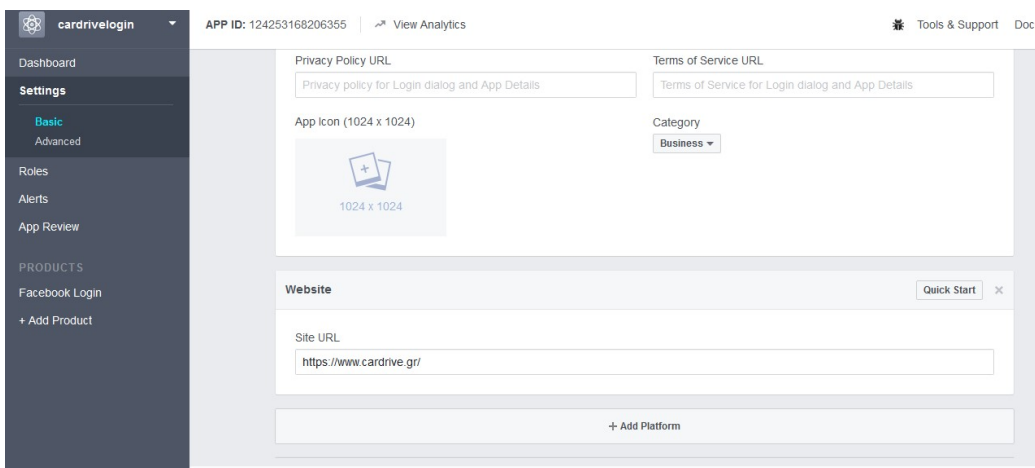 cardrivelogin
APP ID: 124253168206355
View Analytics
Tools & Support
Doc
Dashboard
Settings
Basic
Advanced
Roles
Alerts
App Review
PRODUCTS
Facebook Login
+ Add Product
Privacy Policy URL
Terms of Service URL
Privacy policy for Login dialog and App Details
Terms of Service for Login dialog and App Details
App Icon (1024 x 1024)
Category
Business
1024 x 1024
Website
Quick Start
Site URL
https://www.cardrive.gr/
+ Add Platform